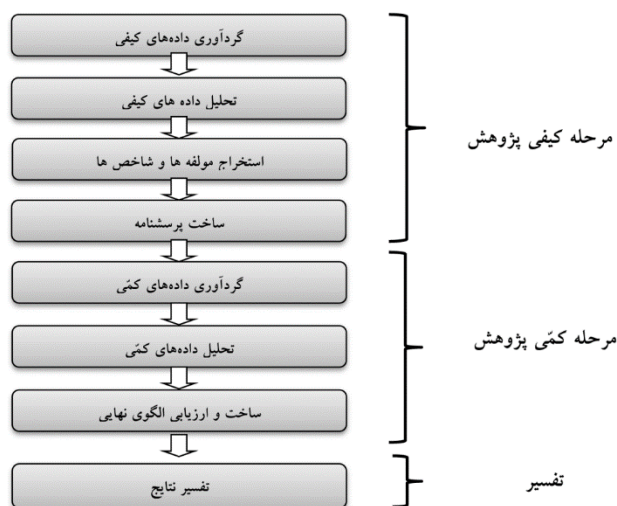 گردآوری داده‌های کیفی
تحلیل داده های کیفی
استخراج مولفه ها و شاخص ها
ساخت پرسشنامه
مرحله کیفی پژوهش
گردآوری داده‌های کمّی
تحلیل داده‌های کمّی
ساخت و ارزیابی الگوی نهایی
مرحله کمّی پژوهش
تفسیر نتایج
تفسیر